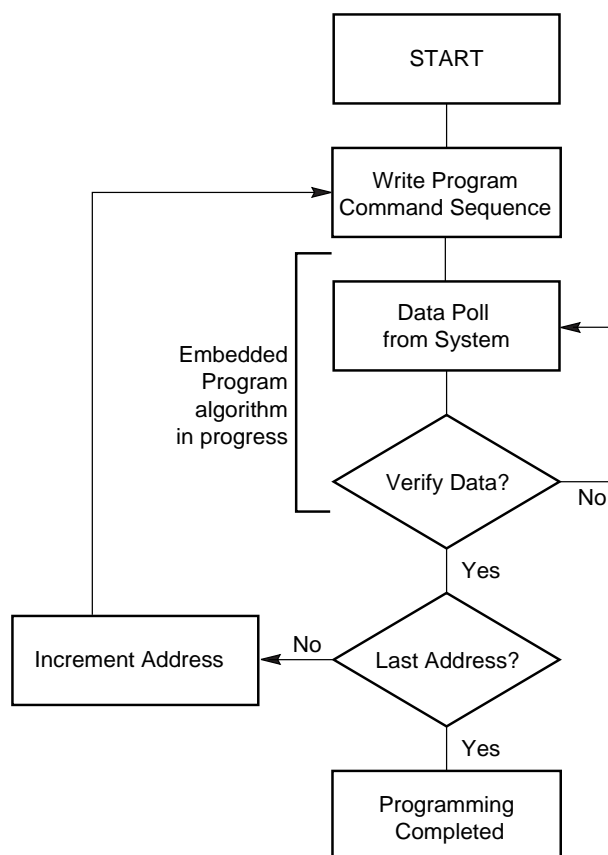 START
Write Program
Command Sequence
Data Poll
from System
Embedded
Program
algorithm
in progress
Verify Data?
No
Yes
No
Increment Address
Last Address?
Yes
Programming
Completed